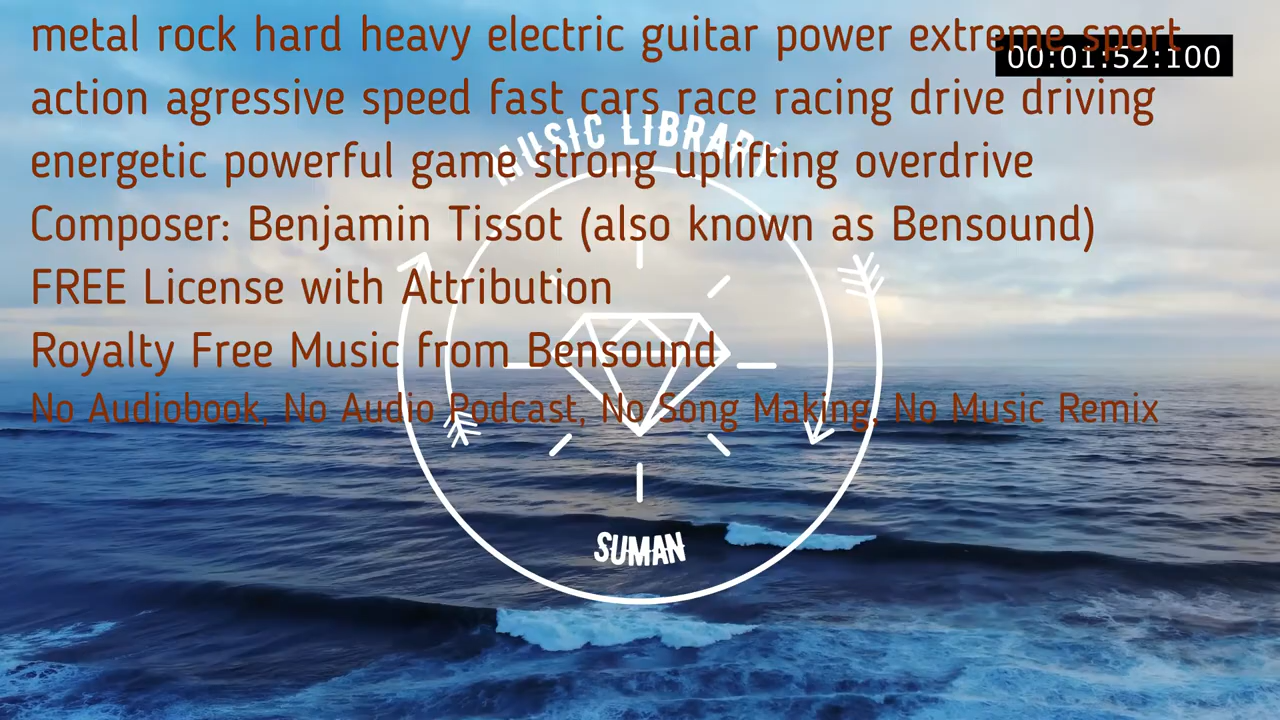 metal rock hard heavy electric guitar power extreme sport
00:01:52:100
action agressive speed fast cars race racing drive driving
MUSIC LIBRARY
energetic powerful game strong uplifting overdrive
Composer: Benjamin Tissot (also known as Bensound)
FREE License with Attribution
Royalty Free Music from Bensound
No Audiobook, No Audio Podcast, No Song Making, No Music Remix
SUMAN